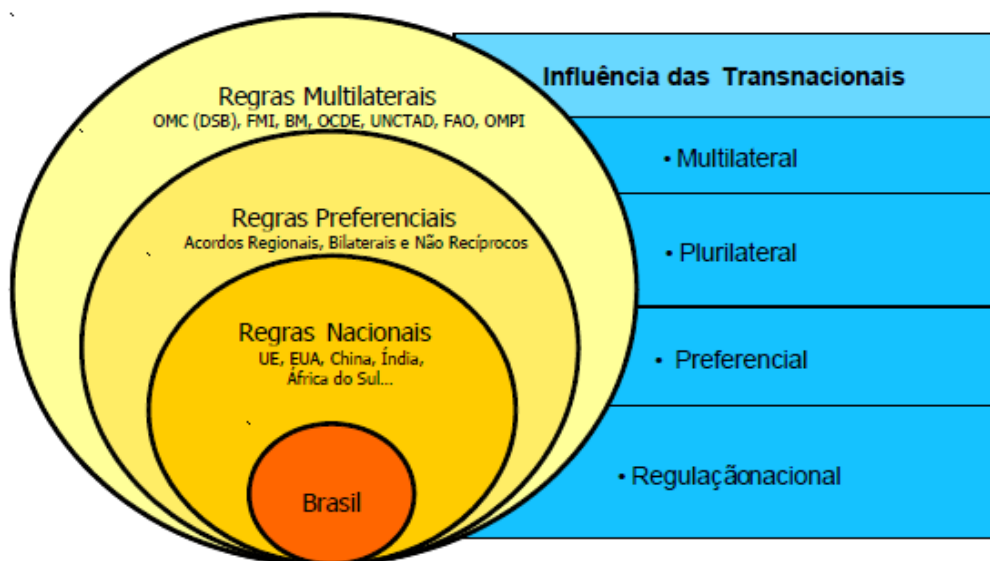 Regras Multilaterais
OMC (DSB), FMI, BM, OCDE, UNCTAD, FAO, OMPI
Regras Preferenciais
Acordos Regionais, Bilaterais e Não Recíprocos
Regras Nacionais
UE, EUA, China, Índia,
África do Sul...
Brasil
Influência das Transnacionais
• Multilateral
• Plurilateral
• Preferencial
• Regulaçãonacional